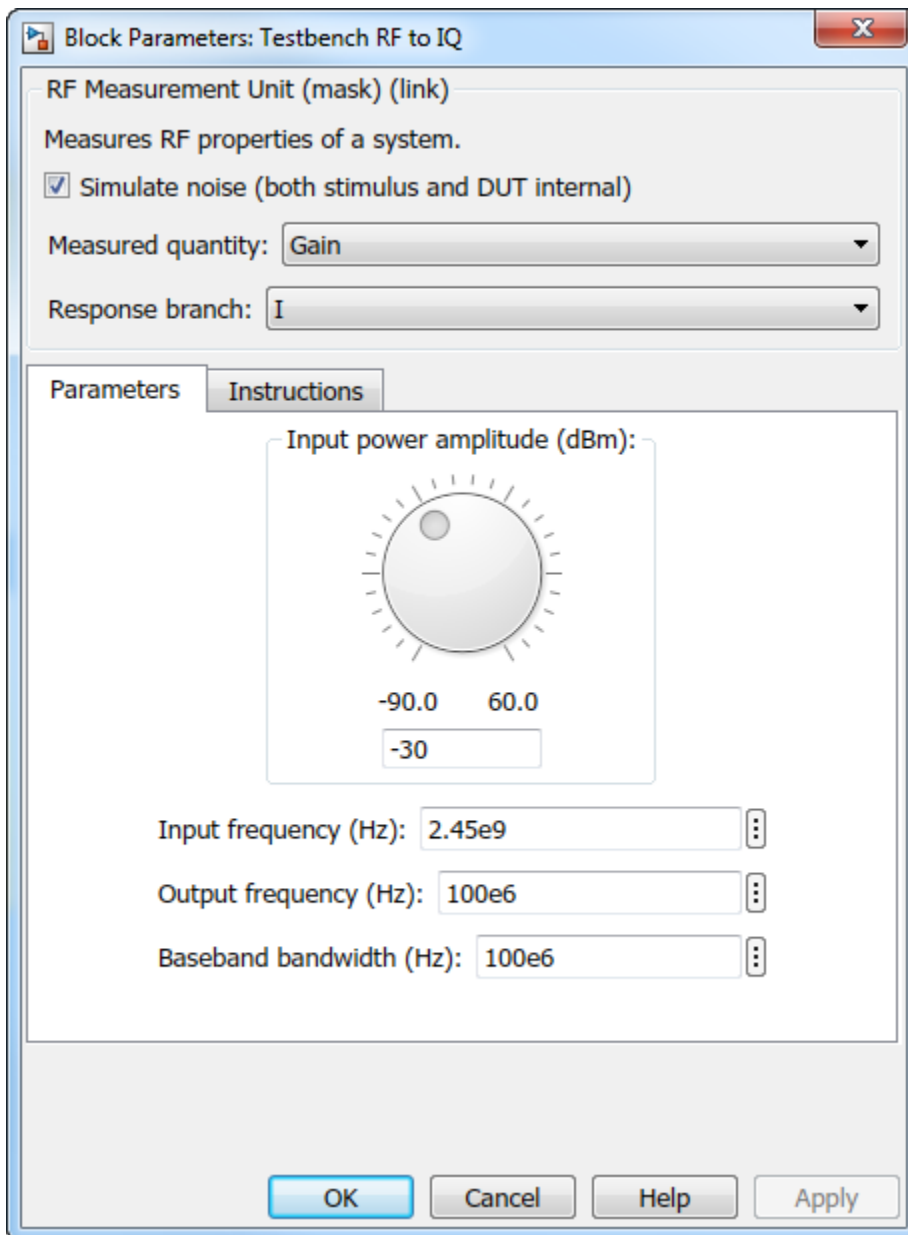 Block Parameters: Testbench RF to IQ
RF Measurement Unit (mask) (link)
Measures RF properties of a system.
Simulate noise (both stimulus and DUT internal)
Measured quantity: Gain
Response branch: I
Parameters Instructions
Input power amplitude (dBm):
-90.0 60.0
-30
Input frequency (Hz): 2.45e9
Output frequency (Hz): 100e6
Baseband bandwidth (Hz): 100e6
OK Cancel Help Apply